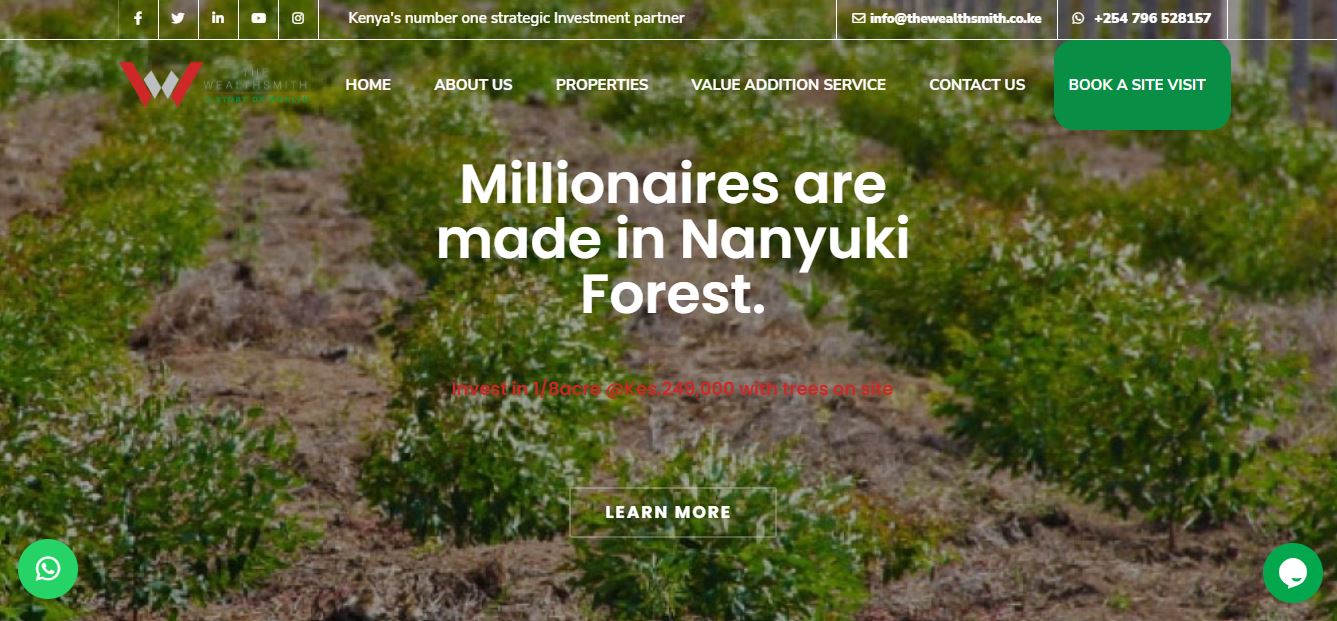 Kenya's number one strategic Investment partner
info@thewealthsmith.co.ke
+254 796 528157
THE
WEALTHSMITH
HOME
ABOUT US
PROPERTIES
VALUE ADDITION SERVICE
CONTACT US
BOOK A SITE VISIT
Millionaires are
made in Nanyuki
Forest.
Invest in 1/8acre @Kes.249,000 with trees on site
LEARN MORE